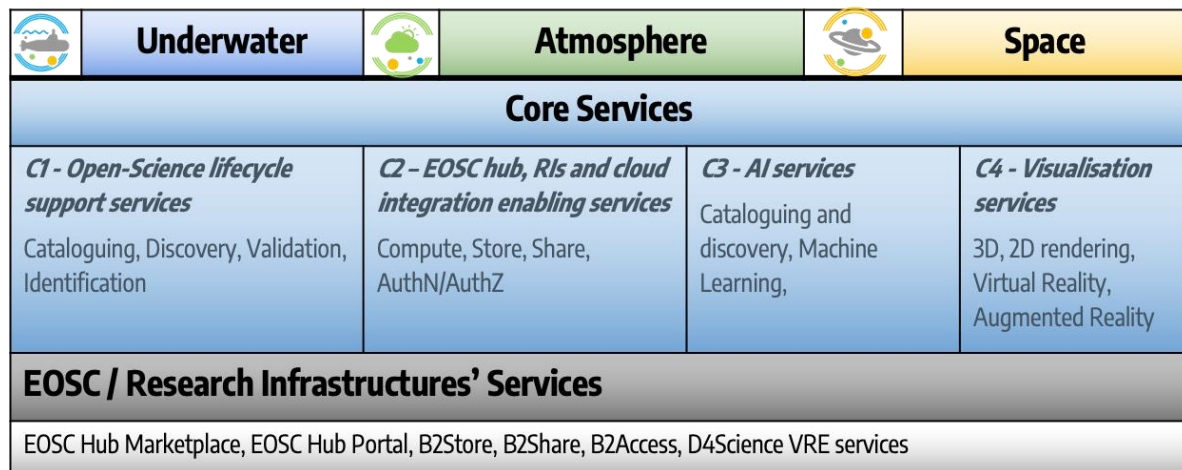 Underwater
Atmosphere
Space
Core Services
C1 - Open-Science lifecycle
support services
Cataloguing, Discovery, Validation,
Identification
C2 – EOSC hub, RIs and cloud
integration enabling services
Compute, Store, Share,
AuthN/AuthZ
C3 - AI services
Cataloguing and
discovery, Machine
Learning,
C4 - Visualisation
services
3D, 2D rendering,
Virtual Reality,
Augmented Reality
EOSC / Research Infrastructures’ Services
EOSC Hub Marketplace, EOSC Hub Portal, B2Store, B2Share, B2Access, D4Science VRE services